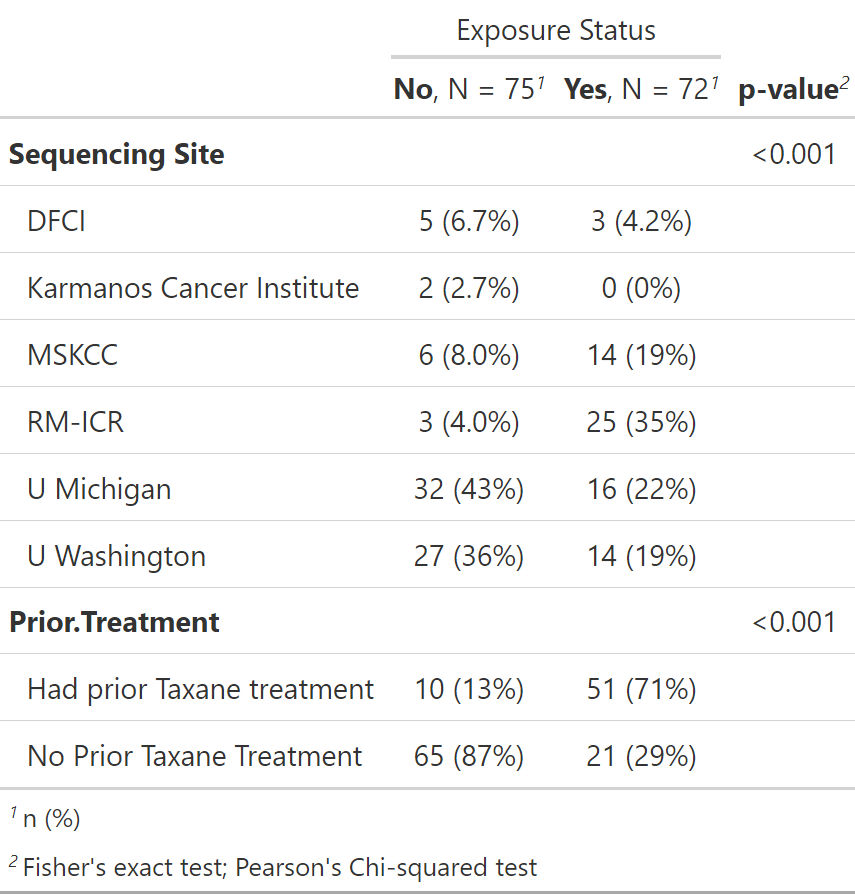 Exposure Status
No, N = 75¹ Yes, N = 72¹ p-value²
Sequencing Site <0.001
DFCI 5 (6.7%) 3 (4.2%)
Karmanos Cancer Institute 2 (2.7%) 0 (0%)
MSKCC 6 (8.0%) 14 (19%)
RM-ICR 3 (4.0%) 25 (35%)
U Michigan 32 (43%) 16 (22%)
U Washington 27 (36%) 14 (19%)
Prior.Treatment <0.001
Had prior Taxane treatment 10 (13%) 51 (71%)
No Prior Taxane Treatment 65 (87%) 21 (29%)
¹ n (%)
² Fisher's exact test; Pearson's Chi-squared test